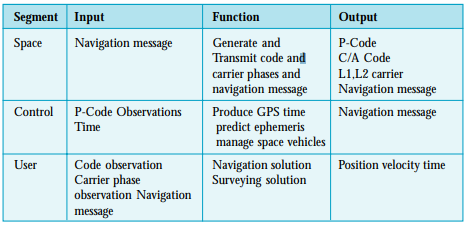 Segment Input Function Output
Space Navigation message Generate and P-Code
Transmit code and C/A Code
carrier phases and L1,L2 carrier
navigation message Navigation message
Control P-Code Observations Produce GPS time Navigation message
Time predict ephemeris
manage space vehicles
User Code observation Navigation solution Position velocity time
Carrier phase Surveying solution
observation Navigation
message